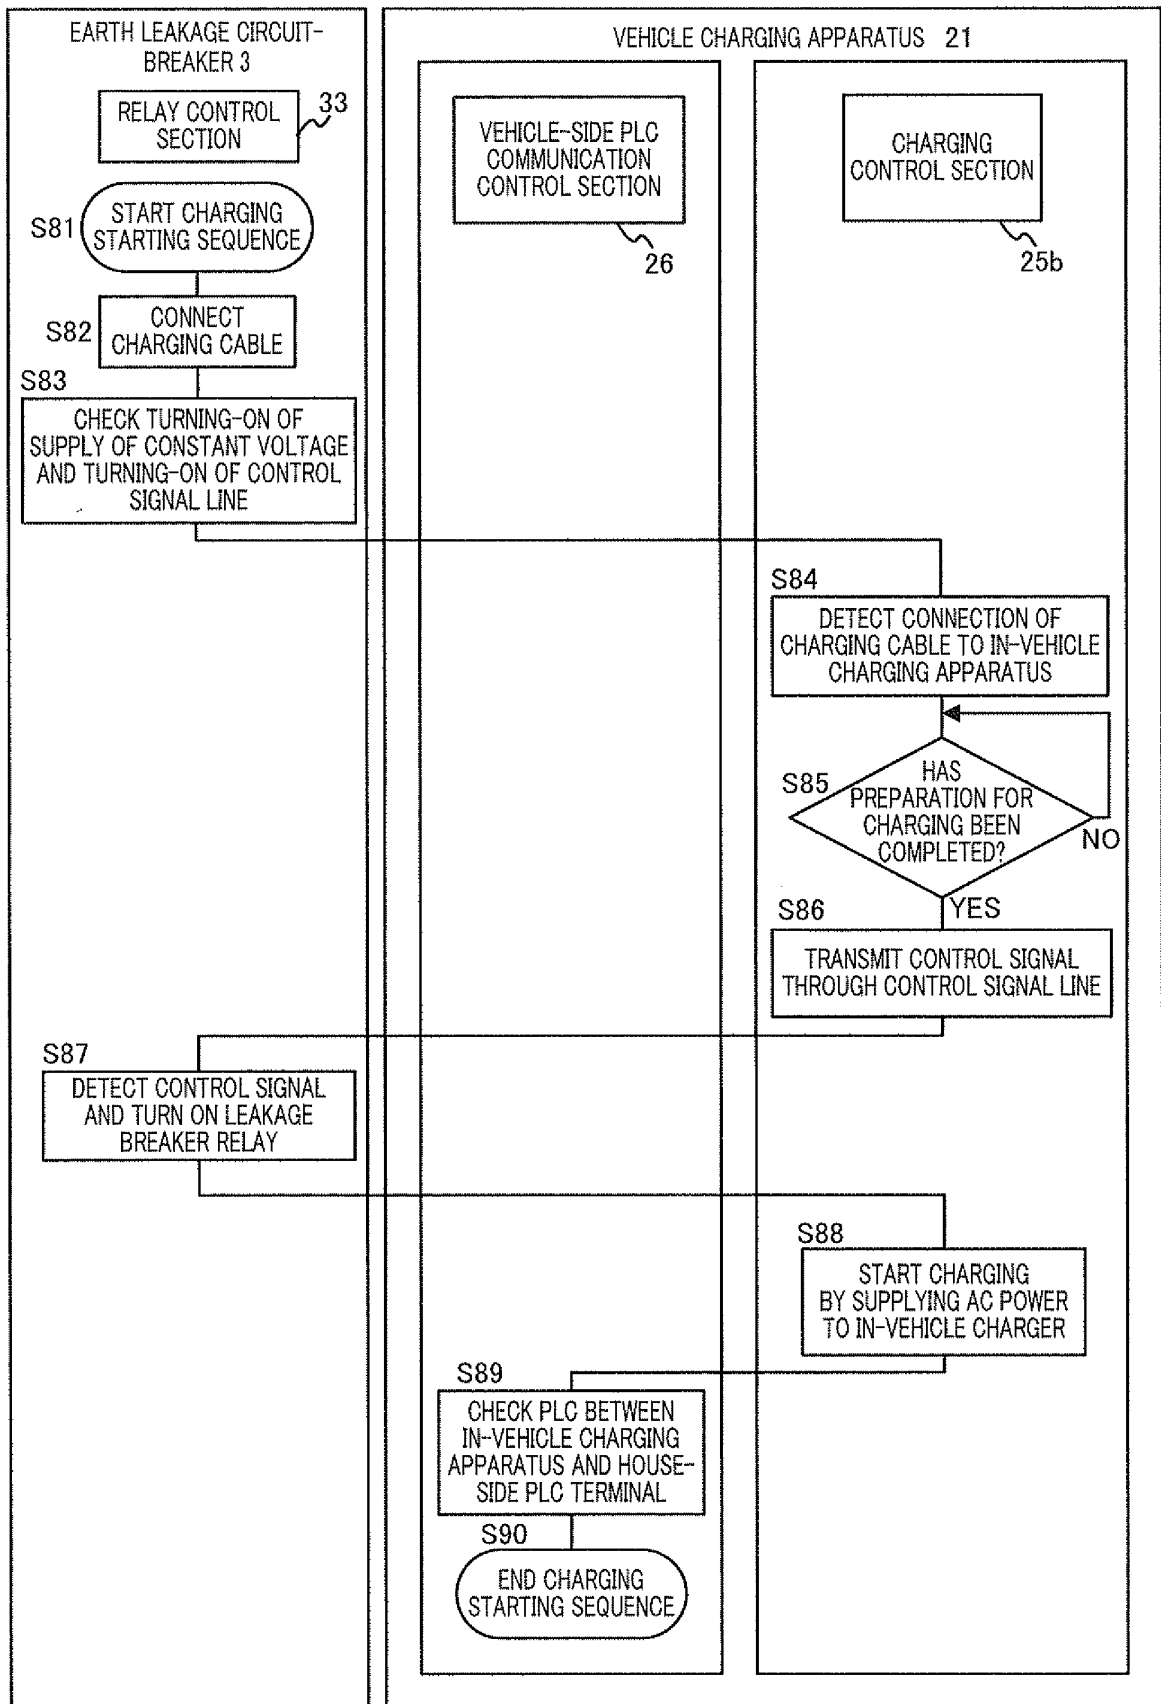 EARTH LEAKAGE CIRCUIT-
BREAKER 3
VEHICLE CHARGING APPARATUS 21
RELAY CONTROL
SECTION
33
VEHICLE-SIDE PLC
COMMUNICATION
CONTROL SECTION
26
CHARGING
CONTROL SECTION
25b
S81
START CHARGING
STARTING SEQUENCE
S82
CONNECT
CHARGING CABLE
S83
CHECK TURNING-ON OF
SUPPLY OF CONSTANT VOLTAGE
AND TURNING-ON OF CONTROL
SIGNAL LINE
S84
DETECT CONNECTION OF
CHARGING CABLE TO IN-VEHICLE
CHARGING APPARATUS
S85
HAS
PREPARATION FOR
CHARGING BEEN
COMPLETED?
NO
YES
S86
TRANSMIT CONTROL SIGNAL
THROUGH CONTROL SIGNAL LINE
S87
DETECT CONTROL SIGNAL
AND TURN ON LEAKAGE
BREAKER RELAY
S88
START CHARGING
BY SUPPLYING AC POWER
TO IN-VEHICLE CHARGER
S89
CHECK PLC BETWEEN
IN-VEHICLE CHARGING
APPARATUS AND HOUSE-
SIDE PLC TERMINAL
S90
END CHARGING
STARTING SEQUENCE